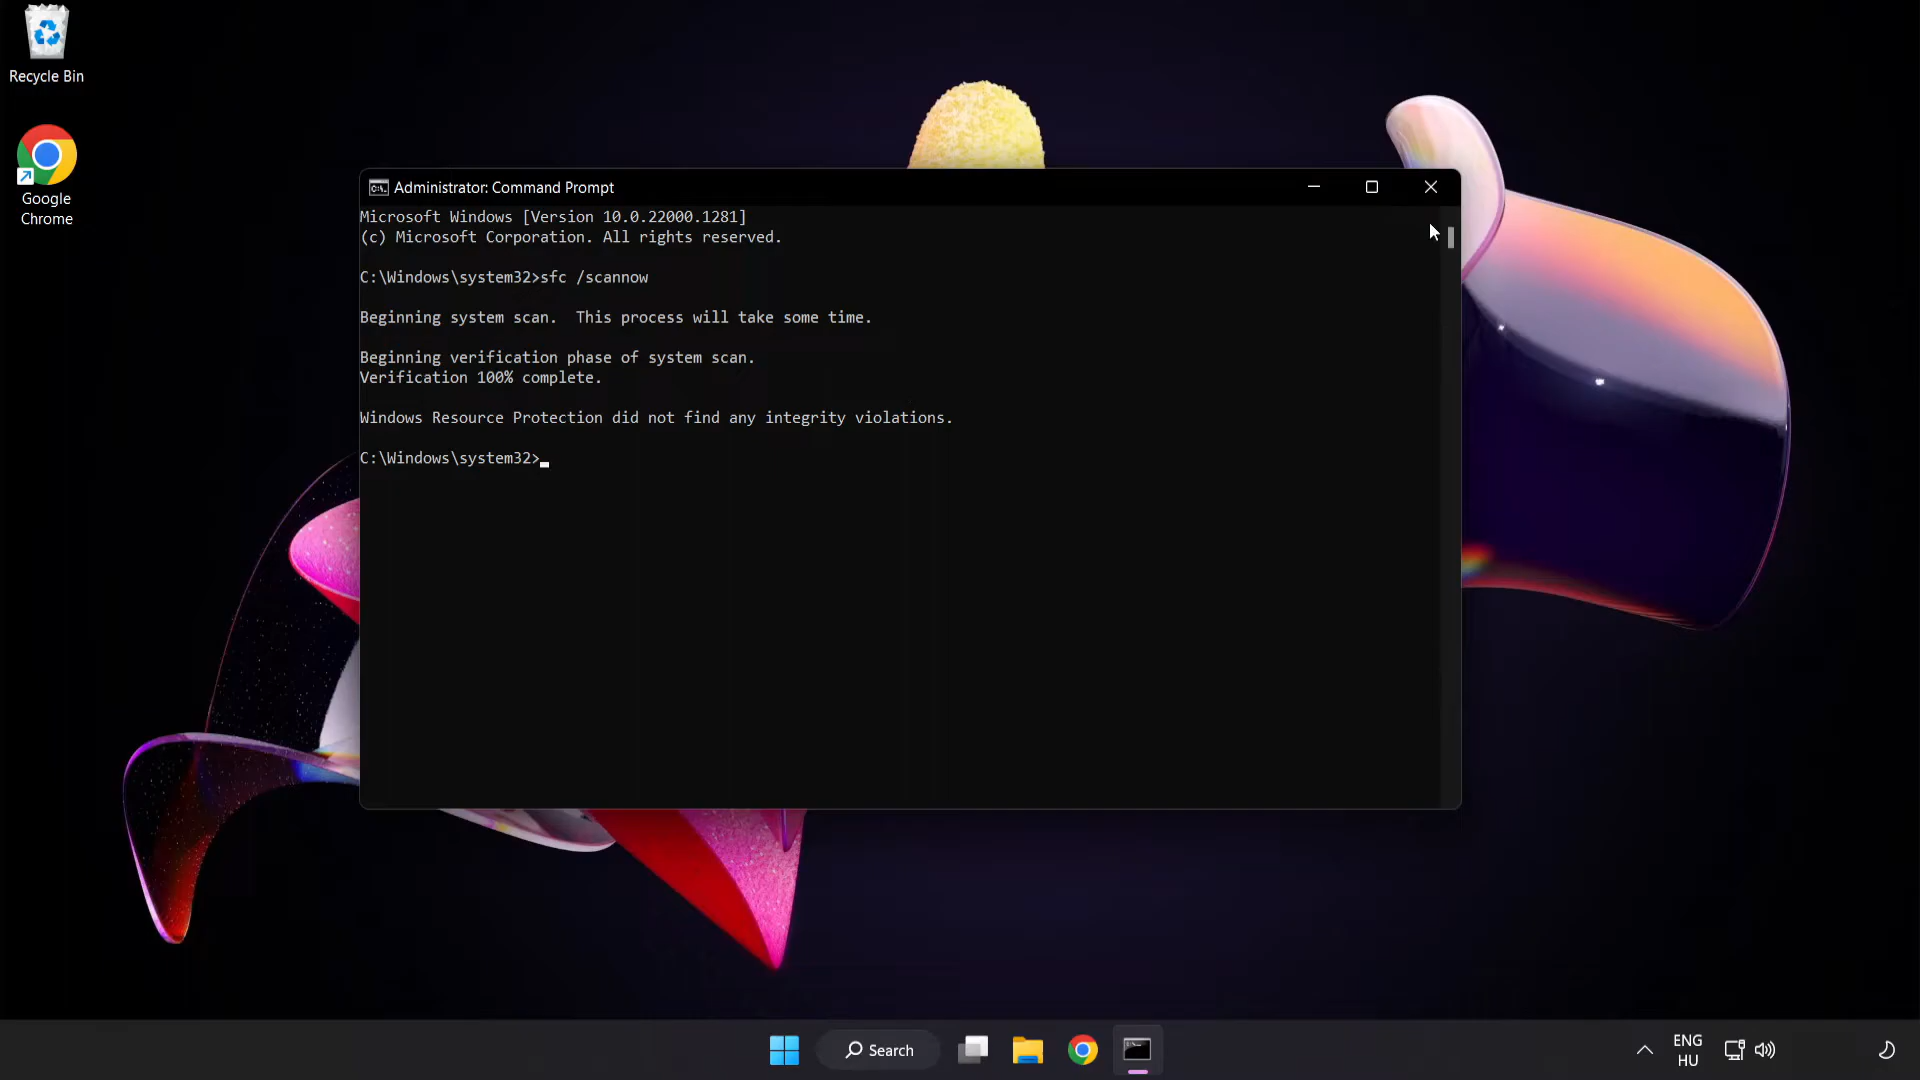 Recycle Bin
Google
Chrome
Administrator: Command Prompt
Microsoft Windows [Version 10.0.22000.1281]
(c) Microsoft Corporation. All rights reserved.
C:\Windows\system32>sfc /scannow
Beginning system scan.  This process will take some time.
Beginning verification phase of system scan.
Verification 100% complete.
Windows Resource Protection did not find any integrity violations.
C:\Windows\system32>
Search
ENG
HU